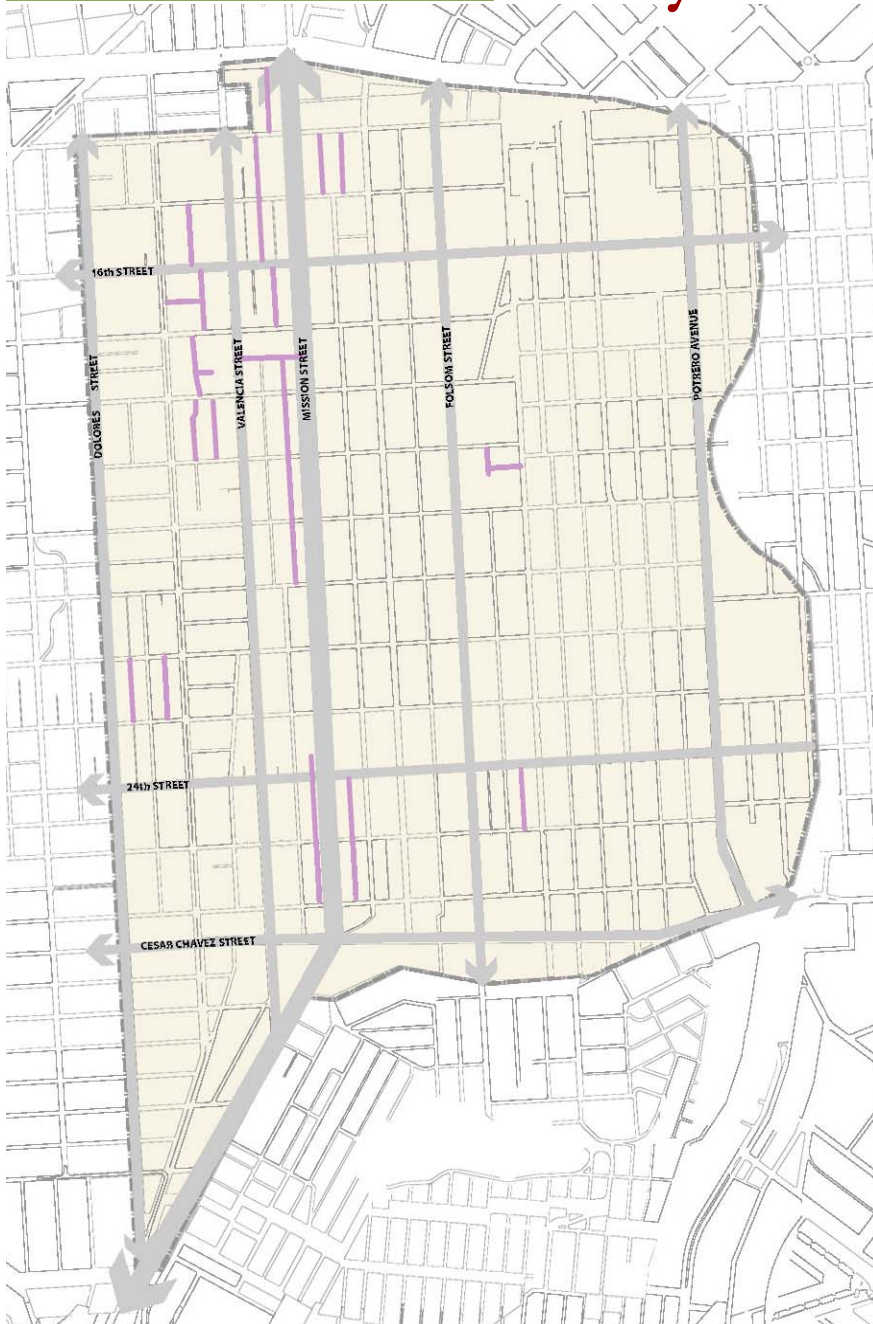 16th STREET
DOLORES STREET
VALENCIA STREET
MISSION STREET
FOLSOM STREET
POTRERO AVENUE
24th STREET
CESAR CHAVEZ STREET